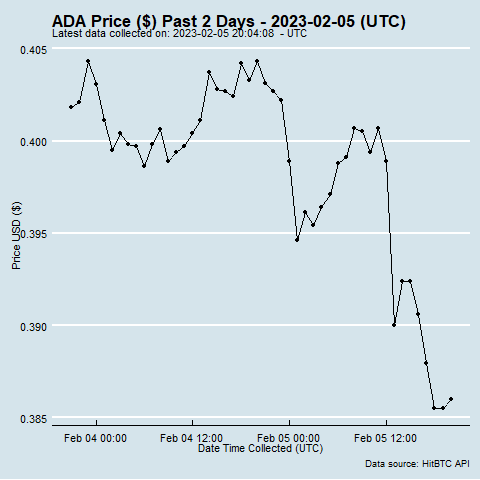 ADA Price ($) Past 2 Days - 2023-02-05 (UTC)
Latest data collected on: 2023-02-05 20:04:08 - UTC
0.405
0.400
0.395
0.390
0.385
Price USD ($)
Feb 04 00:00 Feb 04 12:00 Feb 05 00:00 Feb 05 12:00
Date Time Collected (UTC)
Data source: HitBTC API